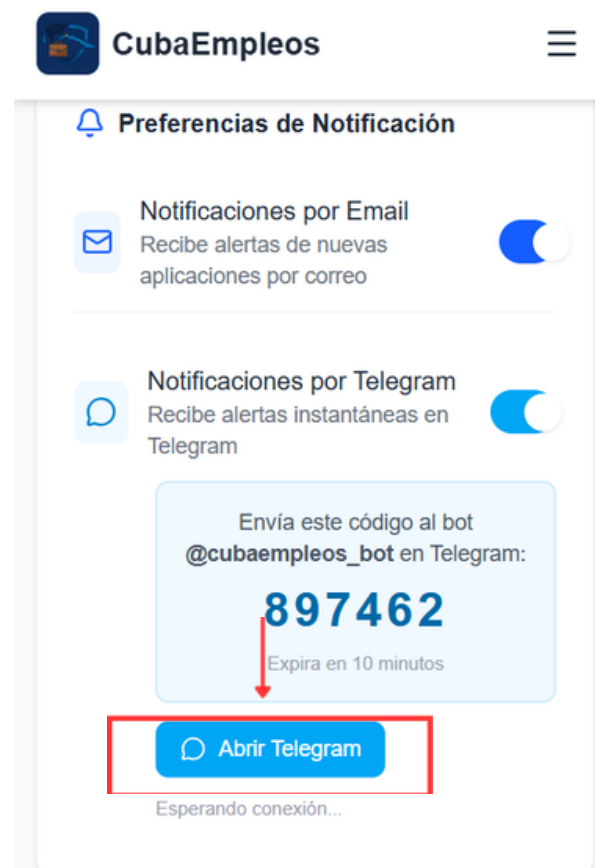 CubaEmpleos
Preferencias de Notificación
Notificaciones por Email
Recibe alertas de nuevas
aplicaciones por correo
Notificaciones por Telegram
Recibe alertas instantáneas en
Telegram
Envía este código al bot
@cubaempleos_bot en Telegram:
897462
Expira en 10 minutos
Abrir Telegram
Esperando conexión...